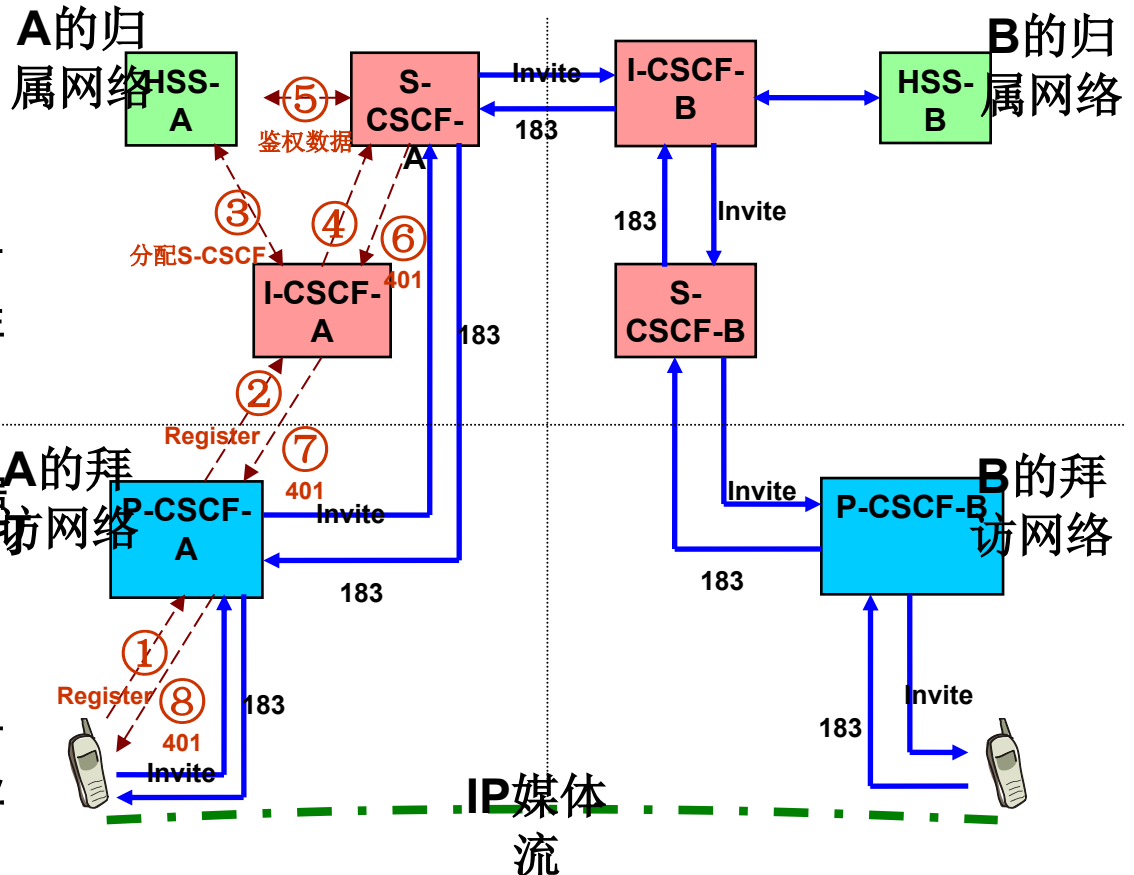 A的归
属网络
HSS-
A
⑤
鉴权数据
S-
CSCF-
A
Invite
183
I-CSCF-
B
HSS-
B
B的归
属网络
③
分配S-CSCF
④
⑥
401
183
Invite
I-CSCF-
A
183
S-
CSCF-B
②
Register
⑦
401
A的拜
访网络
P-CSCF-
A
Invite
183
Invite
183
P-CSCF-B
B的拜
访网络
①
Register
⑧
401
183
Invite
183
Invite
IP媒体
流